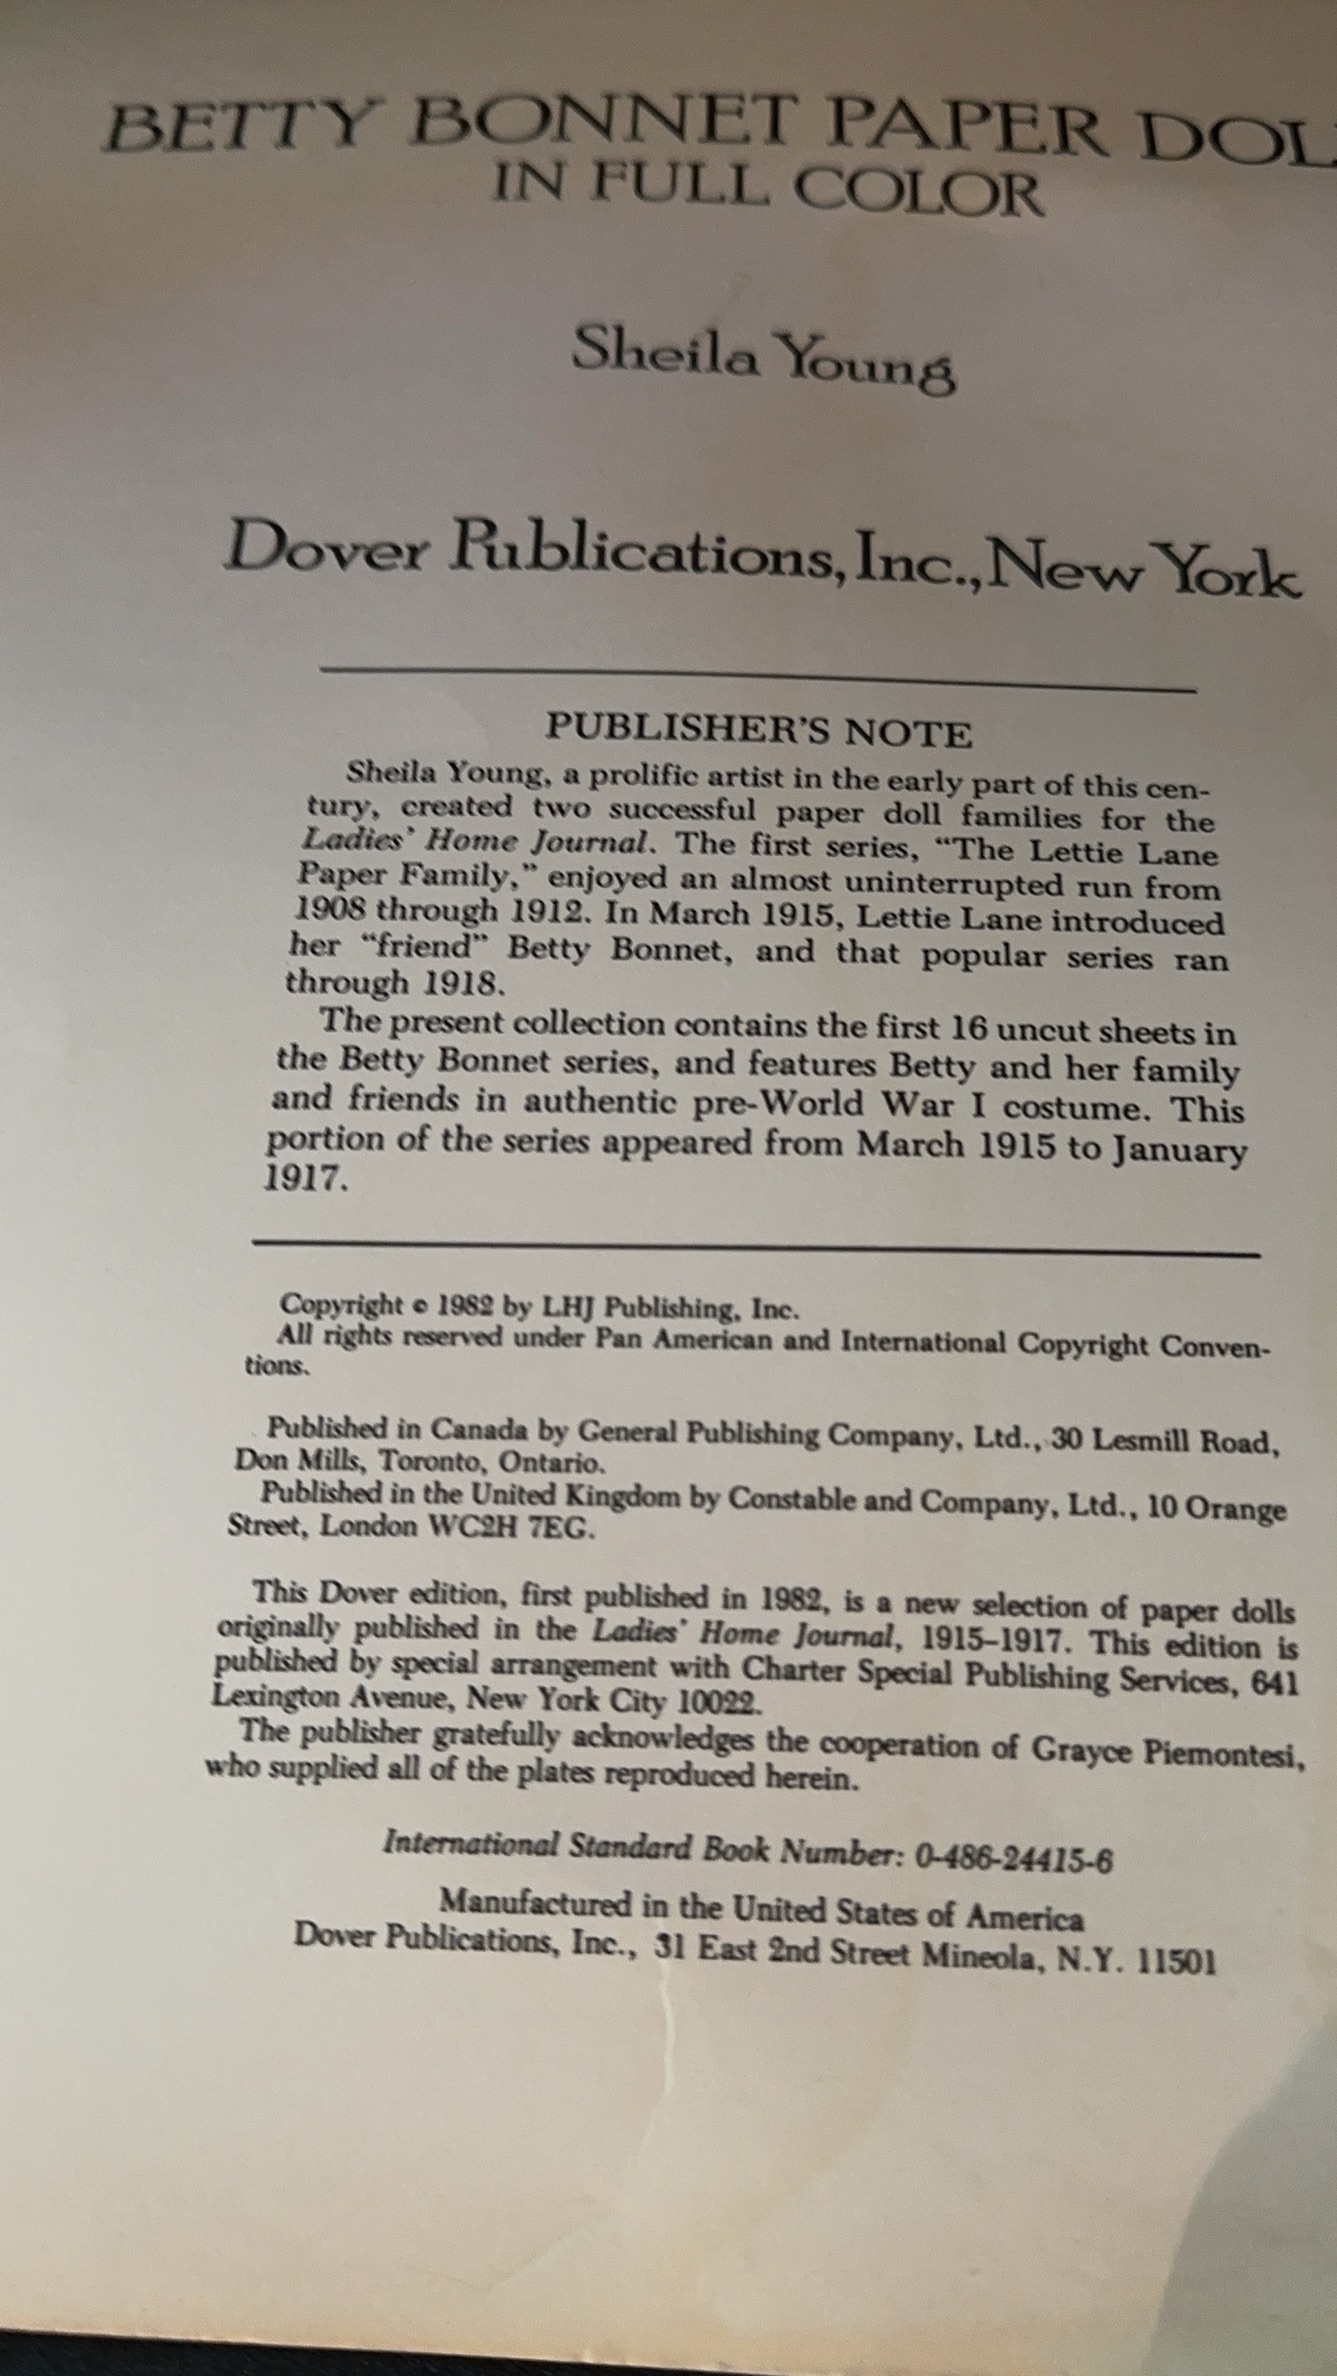 BETTY BONNET PAPER DOL
IN FULL COLOR
Sheila Young
Dover Publications, Inc., New York
PUBLISHER'S NOTE
Sheila Young, a prolific artist in the early part of this cen-
tury, created two successful paper doll families for the
Ladies' Home Journal. The first series, “The Lettie Lane
Paper Family,” enjoyed an almost uninterrupted run from
1908 through 1912. In March 1915, Lettie Lane introduced
her “friend” Betty Bonnet, and that popular series ran
through 1918.
The present collection contains the first 16 uncut sheets in
the Betty Bonnet series, and features Betty and her family
and friends in authentic pre-World War I costume. This
portion of the series appeared from March 1915 to January
1917.
Copyright © 1982 by LHJ Publishing, Inc.
All rights reserved under Pan American and International Copyright Conven-
tions.
Published in Canada by General Publishing Company, Ltd., 30 Lesmill Road,
Don Mills, Toronto, Ontario.
Published in the United Kingdom by Constable and Company, Ltd., 10 Orange
Street, London WC2H 7EG.
This Dover edition, first published in 1982, is a new selection of paper dolls
originally published in the Ladies' Home Journal, 1915–1917. This edition is
published by special arrangement with Charter Special Publishing Services, 641
Lexington Avenue, New York City 10022.
The publisher gratefully acknowledges the cooperation of Grayce Piemontesi,
who supplied all of the plates reproduced herein.
International Standard Book Number: 0-486-24415-6
Manufactured in the United States of America
Dover Publications, Inc., 31 East 2nd Street Mineola, N.Y. 11501